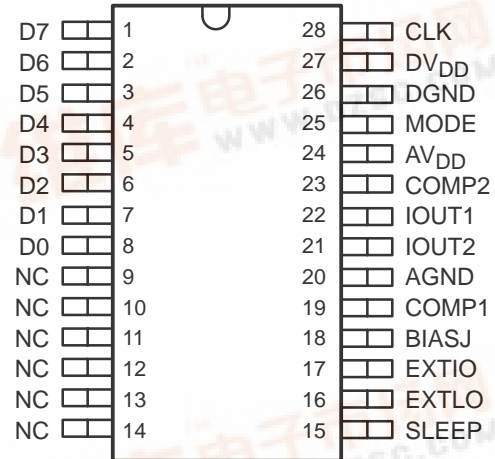 D7 1 28 CLK
D6 2 27 DVDD
D5 3 26 DGND
D4 4 25 MODE
D3 5 24 AVDD
D2 6 23 COMP2
D1 7 22 IOUT1
D0 8 21 IOUT2
NC 9 20 AGND
NC 10 19 COMP1
NC 11 18 BIASJ
NC 12 17 EXTIO
NC 13 16 EXTLO
NC 14 15 SLEEP